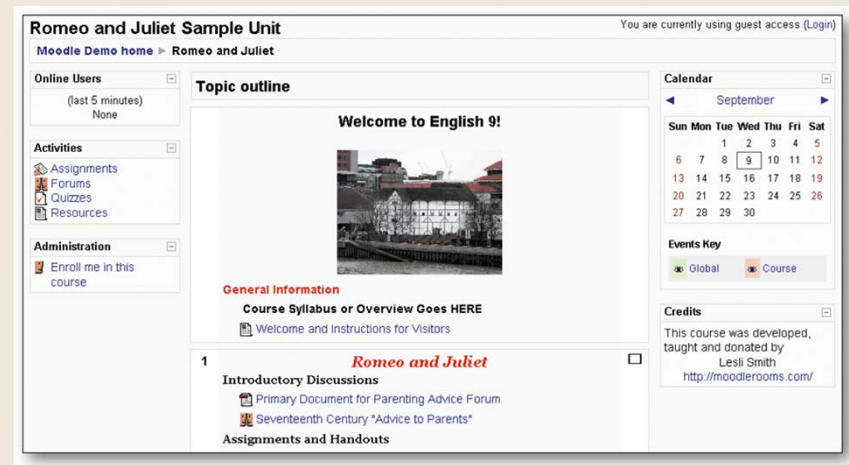 Romeo and Juliet Sample Unit
You are currently using guest access (Login)
Moodle Demo home ► Romeo and Juliet
Online Users
(last 5 minutes)
None
Activities
Assignments
Forums
Quizzes
Resources
Administration
Enroll me in this
course
Topic outline
Welcome to English 9!
General Information
Course Syllabus or Overview Goes HERE
Welcome and Instructions for Visitors
1 Romeo and Juliet
Introductory Discussions
Primary Document for Parenting Advice Forum
Seventeenth Century "Advice to Parents"
Assignments and Handouts
Calendar
◄ September ►
Sun Mon Tue Wed Thu Fri Sat
1 2 3 4 5
6 7 8 9 10 11 12
13 14 15 16 17 18 19
20 21 22 23 24 25 26
27 28 29 30
Events Key
Global Course
Credits
This course was developed,
taught and donated by
Lesli Smith
http://moodlerooms.com/